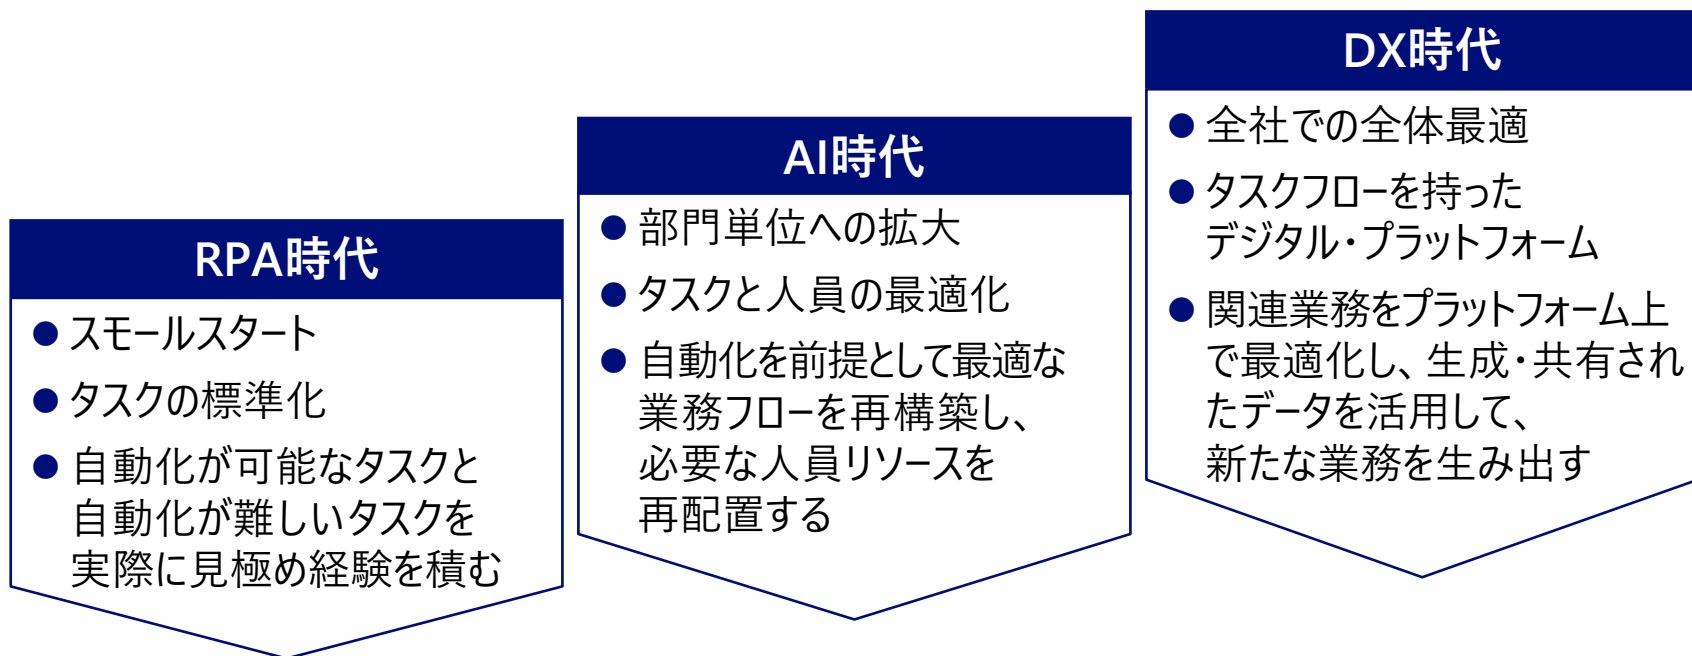 RPA時代
● スモールスタート
● タスクの標準化
● 自動化が可能なタスクと
自動化が難しいタスクを
実際に見極め経験を積む
AI時代
● 部門単位への拡大
● タスクと人員の最適化
● 自動化を前提として最適な
業務フローを再構築し、
必要な人員リソースを
再配置する
DX時代
● 全社での全体最適
● タスクフローを持った
デジタル・プラットフォーム
● 関連業務をプラットフォーム上
で最適化し、生成・共有され
たデータを活用して、
新たな業務を生み出す